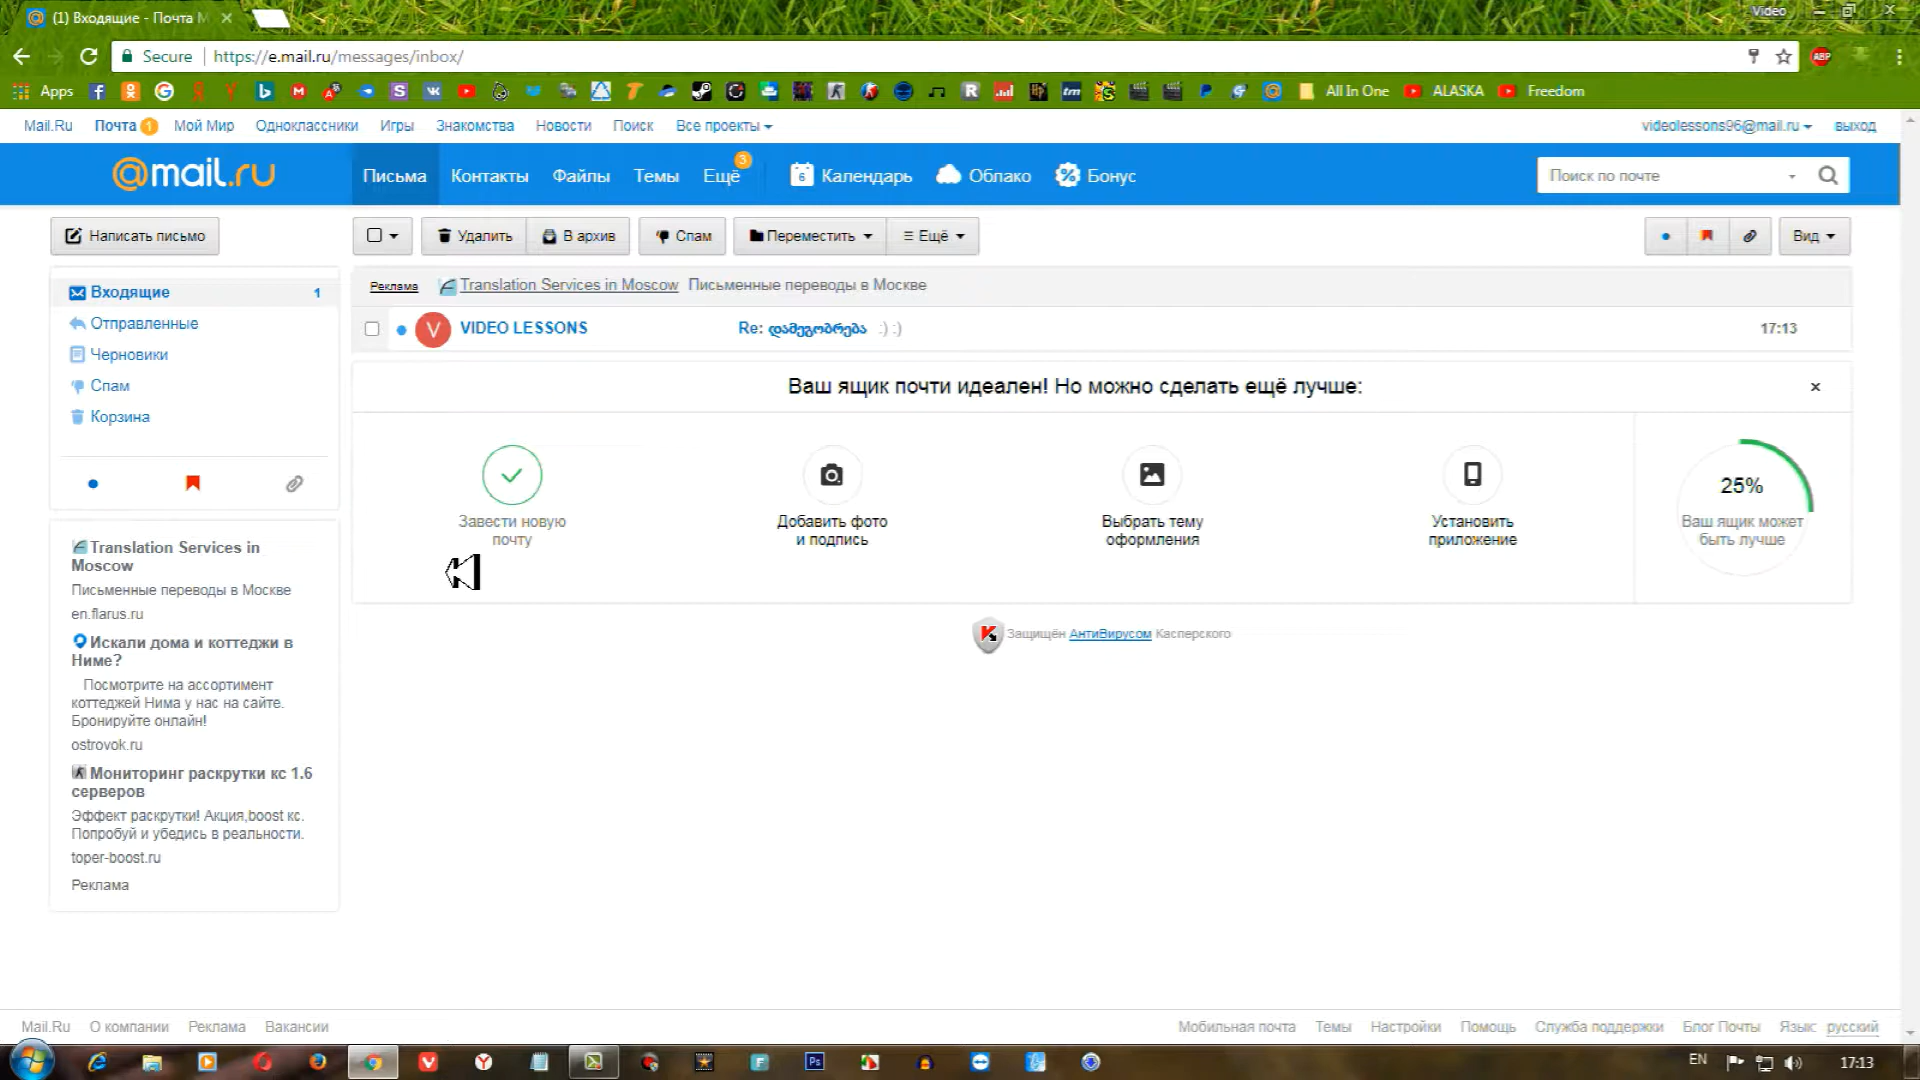 (1) Входящие - Почта M
Video
Secure
https://e.mail.ru/messages/inbox/
ABP
Apps
All In One
ALASKA
Freedom
Mail.Ru
Почта 1
Мой Мир
Одноклассники
Игры
Знакомства
Новости
Поиск
Все проекты
videolessons96@mail.ru
выход
@mail.ru
Письма
Контакты
Файлы
Темы
Ещё 3
6 Календарь
Облако
% Бонус
Поиск по почте
Написать письмо
Удалить
В архив
Спам
Переместить
Ещё
Вид
Входящие 1
Отправленные
Черновики
Спам
Корзина
Реклама Translation Services in Moscow Письменные переводы в Москве
V VIDEO LESSONS Re: დამეგობრება :) :) 17:13
Ваш ящик почти идеален! Но можно сделать ещё лучше:
Завести новую
почту
Добавить фото
и подпись
Выбрать тему
оформления
Установить
приложение
25%
Ваш ящик может
быть лучше
Защищён АнтиВирусом Касперского
Translation Services in
Moscow
Письменные переводы в Москве
en.flarus.ru
Искали дома и коттеджи в
Ниме?
Посмотрите на ассортимент
коттеджей Нима у нас на сайте.
Бронируйте онлайн!
ostrovok.ru
Мониторинг раскрутки кс 1.6
серверов
Эффект раскрутки! Акция,boost кс.
Попробуй и убедись в реальности.
toper-boost.ru
Реклама
Mail.Ru
О компании
Реклама
Вакансии
Мобильная почта
Темы
Настройки
Помощь
Служба поддержки
Блог Почты
Язык: русский
Ps
EN
17:13